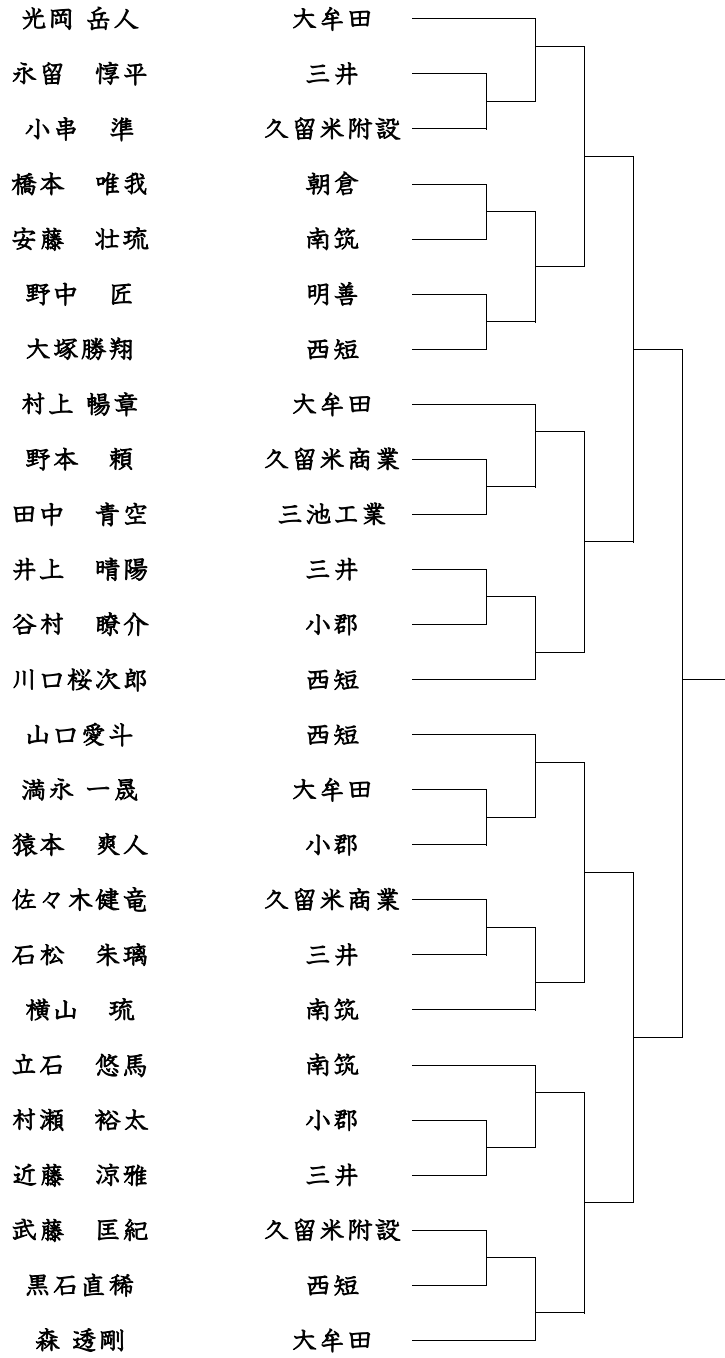 光岡 岳人 大牟田
永留 惇平 三井
小串 準 久留米附設
橋本 唯我 朝倉
安藤 壮琉 南筑
野中 匠 明善
大塚勝翔 西短
村上 暢章 大牟田
野本 頼 久留米商業
田中 青空 三池工業
井上 晴陽 三井
谷村 瞭介 小郡
川口桜次郎 西短
山口愛斗 西短
満永 一晟 大牟田
猿本 爽人 小郡
佐々木健竜 久留米商業
石松 朱璃 三井
横山 琉 南筑
立石 悠馬 南筑
村瀬 裕太 小郡
近藤 涼雅 三井
武藤 匡紀 久留米附設
黒石直稀 西短
森 透剛 大牟田